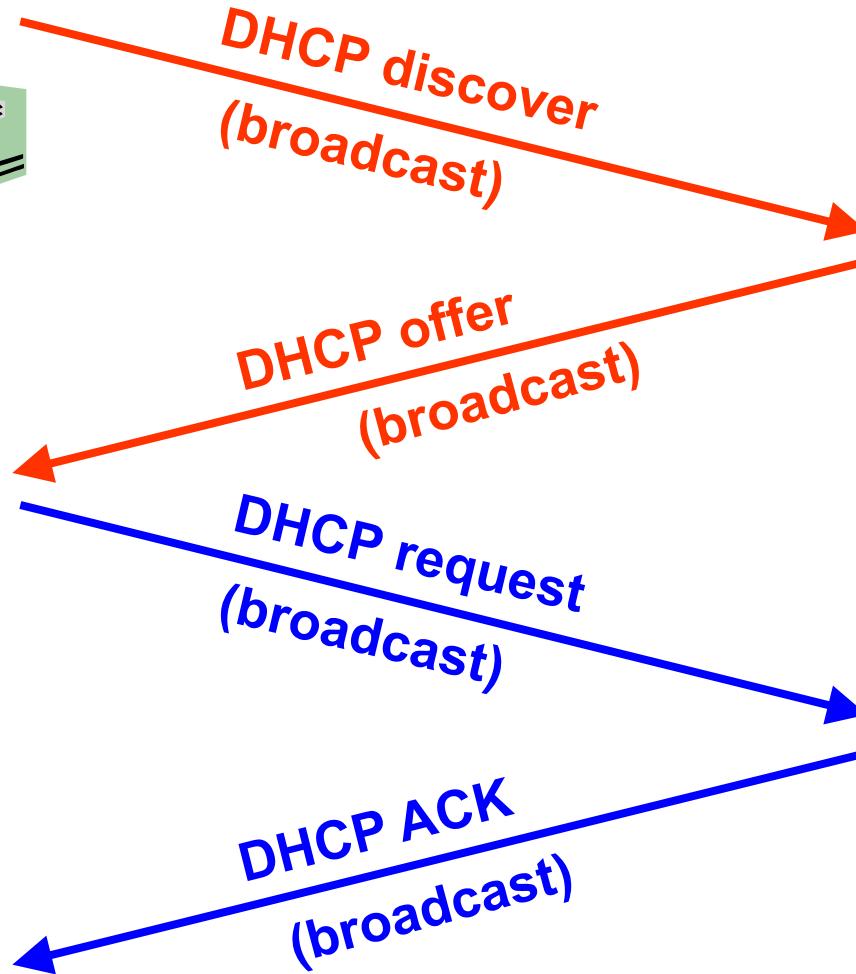 DHCP discover
(broadcast)
DHCP offer
(broadcast)
DHCP request
(broadcast)
DHCP ACK
(broadcast)